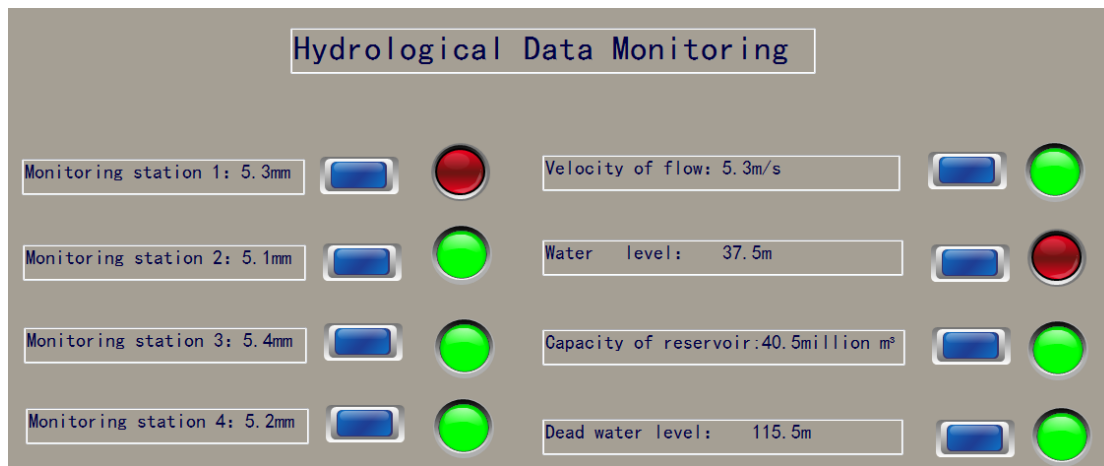 Hydrological Data Monitoring
Monitoring station 1: 5.3mm
Velocity of flow: 5.3m/s
Monitoring station 2: 5.1mm
Water level: 37.5m
Monitoring station 3: 5.4mm
Capacity of reservoir:40.5million m³
Monitoring station 4: 5.2mm
Dead water level: 115.5m